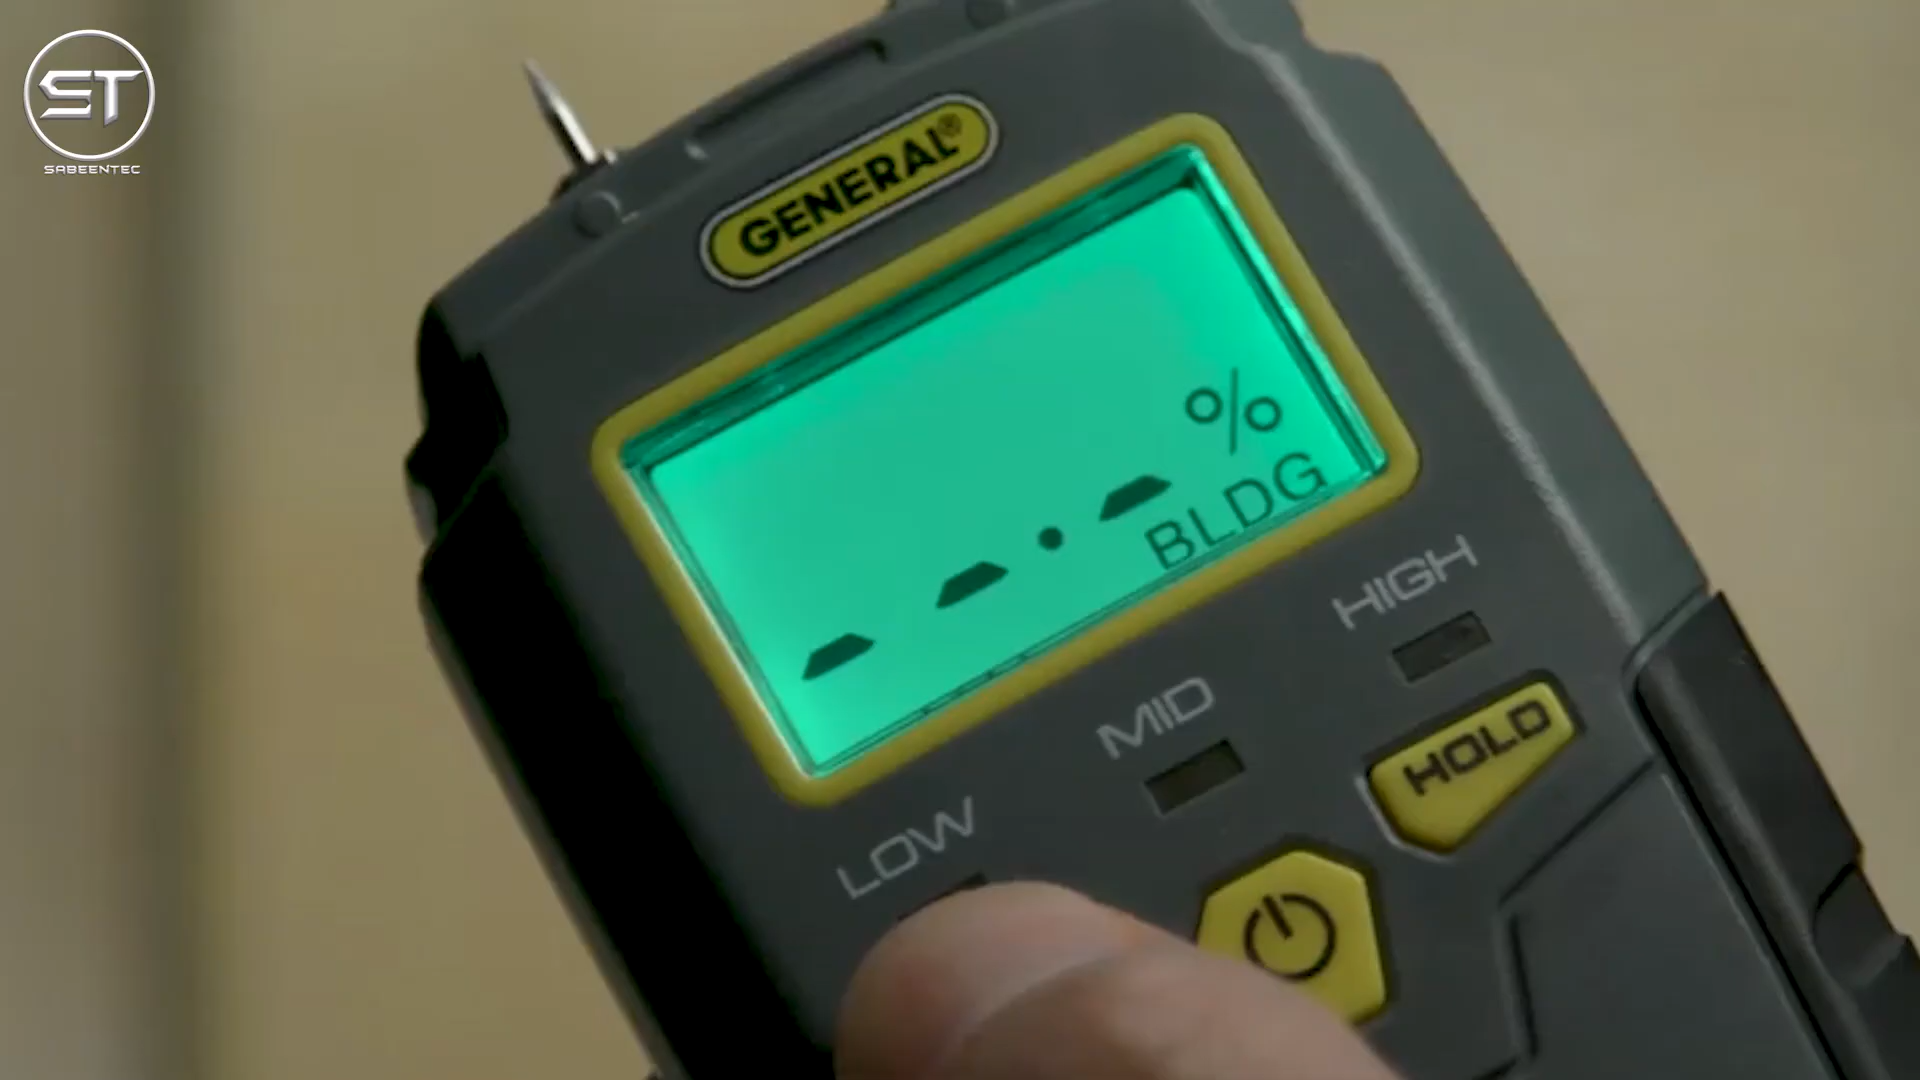 ST
SABEENTEC
GENERAL®
- -.- %
BLDG
LOW
MID
HIGH
HOLD